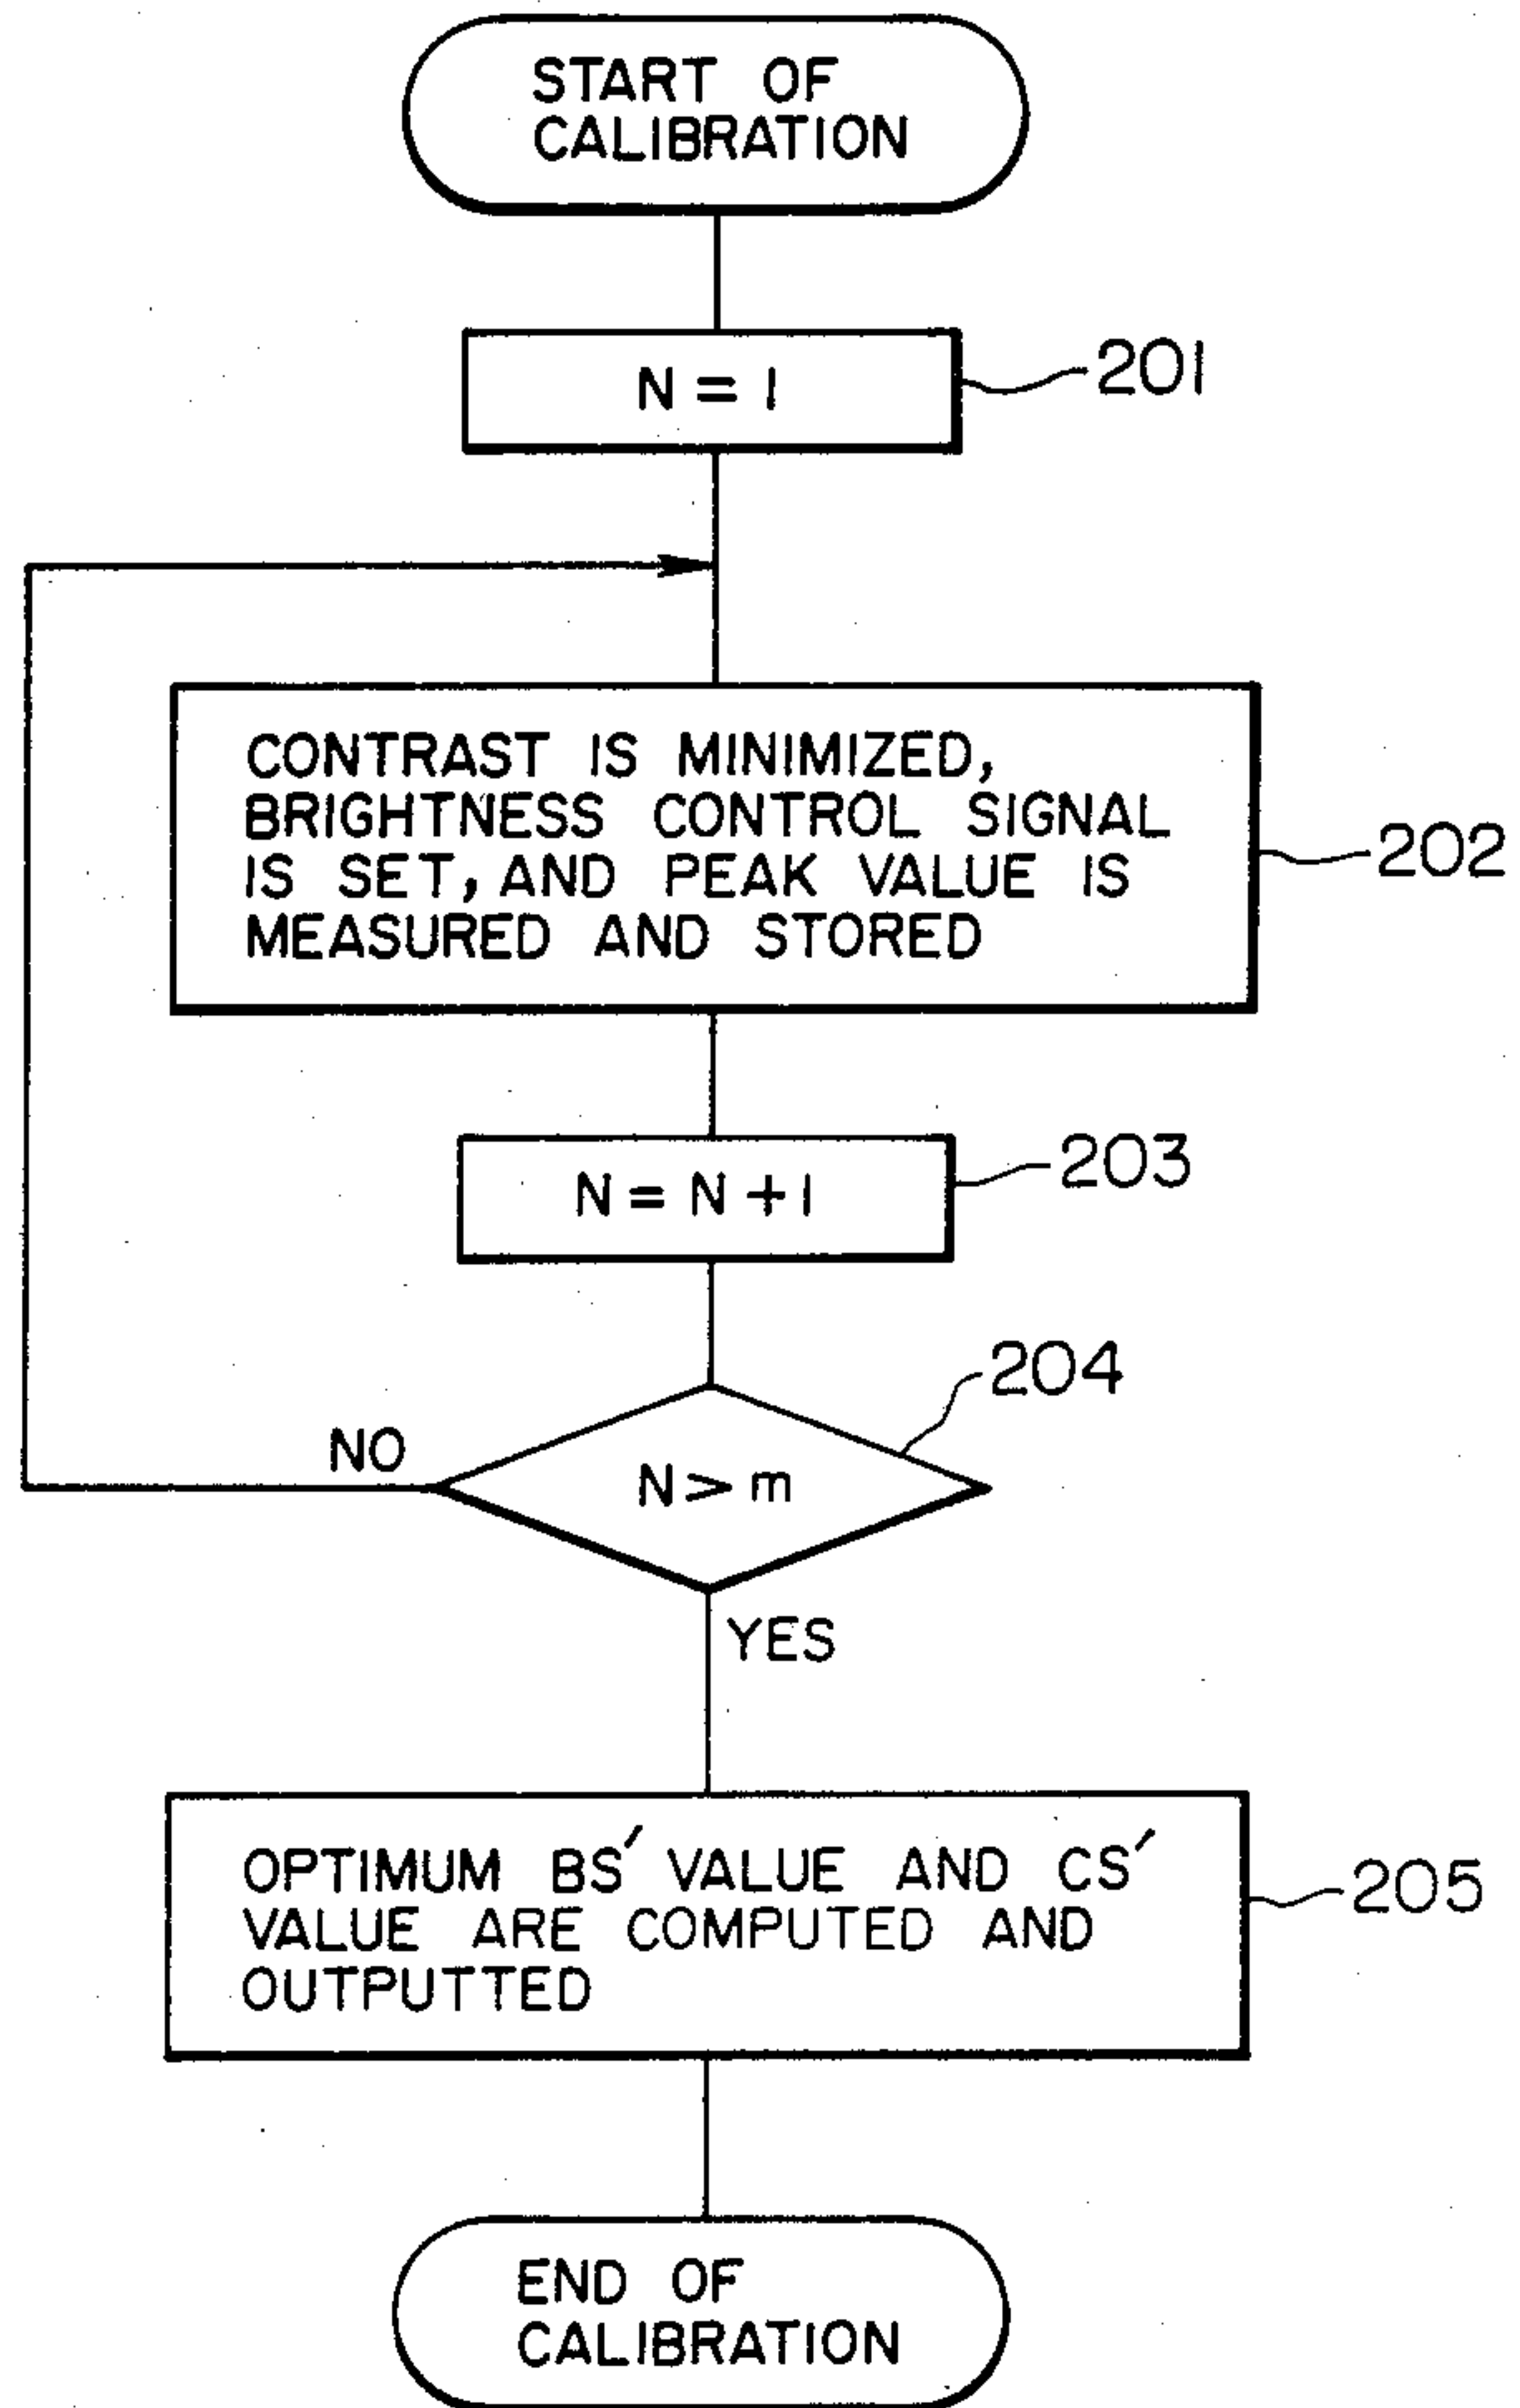 START OF
CALIBRATION
N = 1
201
CONTRAST IS MINIMIZED,
BRIGHTNESS CONTROL SIGNAL
IS SET, AND PEAK VALUE IS
MEASURED AND STORED
202
N = N + 1
203
204
NO
N > m
YES
OPTIMUM BS' VALUE AND CS'
VALUE ARE COMPUTED AND
OUTPUTTED
205
END OF
CALIBRATION